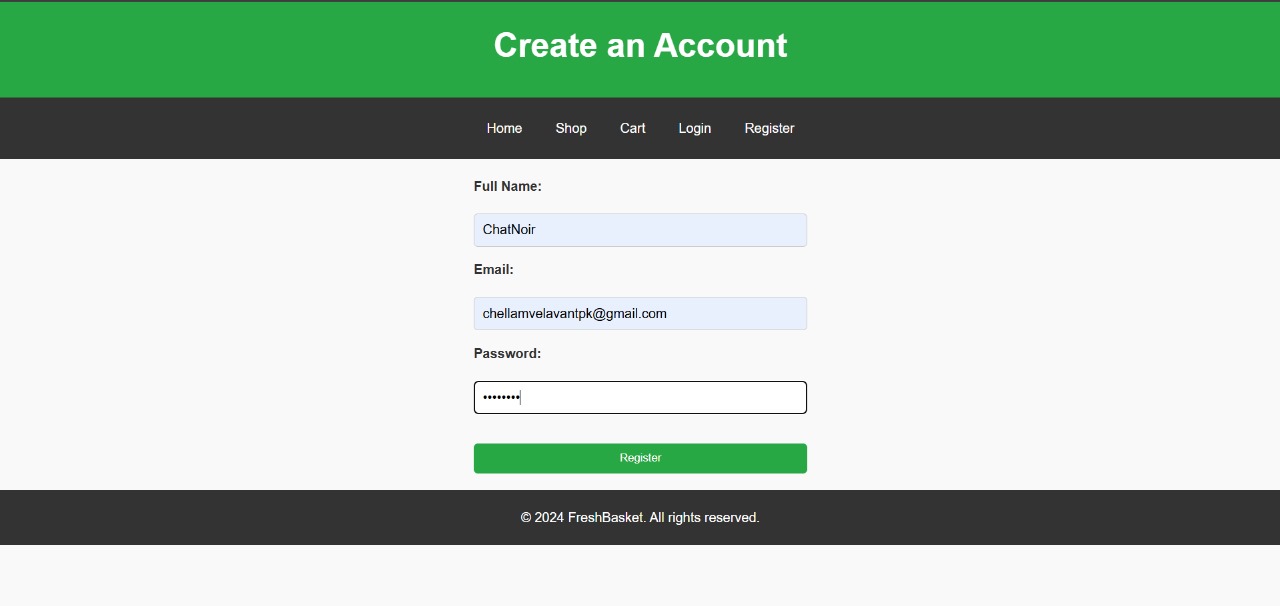 Create an Account
Home Shop Cart Login Register
Full Name:
ChatNoir
Email:
chellamvelavantpk@gmail.com
Password:
••••••••
Register
© 2024 FreshBasket. All rights reserved.